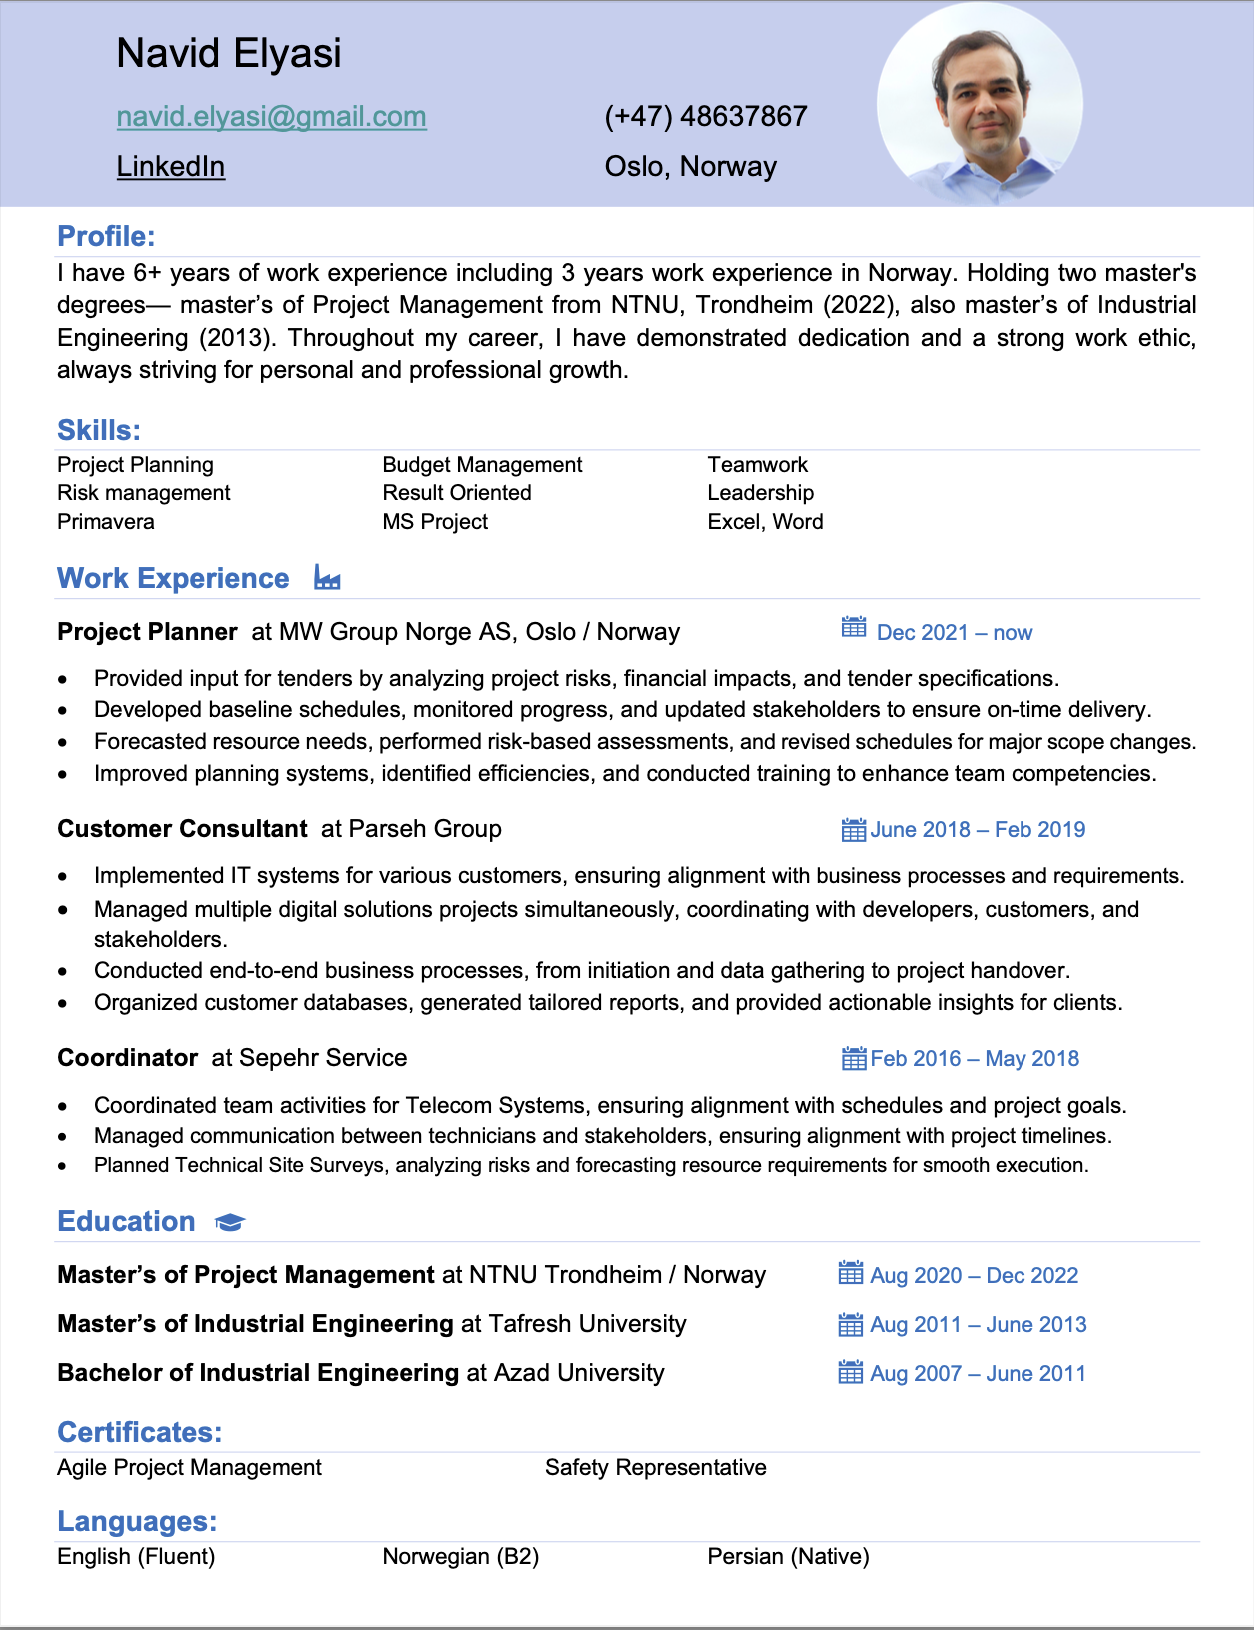 Navid Elyasi
navid.elyasi@gmail.com (+47) 48637867
LinkedIn Oslo, Norway
Profile:
I have 6+ years of work experience including 3 years work experience in Norway. Holding two master's
degrees— master’s of Project Management from NTNU, Trondheim (2022), also master’s of Industrial
Engineering (2013). Throughout my career, I have demonstrated dedication and a strong work ethic,
always striving for personal and professional growth.
Skills:
Project Planning Budget Management Teamwork
Risk management Result Oriented Leadership
Primavera MS Project Excel, Word
Work Experience
Project Planner at MW Group Norge AS, Oslo / Norway Dec 2021 – now
• Provided input for tenders by analyzing project risks, financial impacts, and tender specifications.
• Developed baseline schedules, monitored progress, and updated stakeholders to ensure on-time delivery.
• Forecasted resource needs, performed risk-based assessments, and revised schedules for major scope changes.
• Improved planning systems, identified efficiencies, and conducted training to enhance team competencies.
Customer Consultant at Parseh Group June 2018 – Feb 2019
• Implemented IT systems for various customers, ensuring alignment with business processes and requirements.
• Managed multiple digital solutions projects simultaneously, coordinating with developers, customers, and
stakeholders.
• Conducted end-to-end business processes, from initiation and data gathering to project handover.
• Organized customer databases, generated tailored reports, and provided actionable insights for clients.
Coordinator at Sepehr Service Feb 2016 – May 2018
• Coordinated team activities for Telecom Systems, ensuring alignment with schedules and project goals.
• Managed communication between technicians and stakeholders, ensuring alignment with project timelines.
• Planned Technical Site Surveys, analyzing risks and forecasting resource requirements for smooth execution.
Education
Master’s of Project Management at NTNU Trondheim / Norway Aug 2020 – Dec 2022
Master’s of Industrial Engineering at Tafresh University Aug 2011 – June 2013
Bachelor of Industrial Engineering at Azad University Aug 2007 – June 2011
Certificates:
Agile Project Management Safety Representative
Languages:
English (Fluent) Norwegian (B2) Persian (Native)